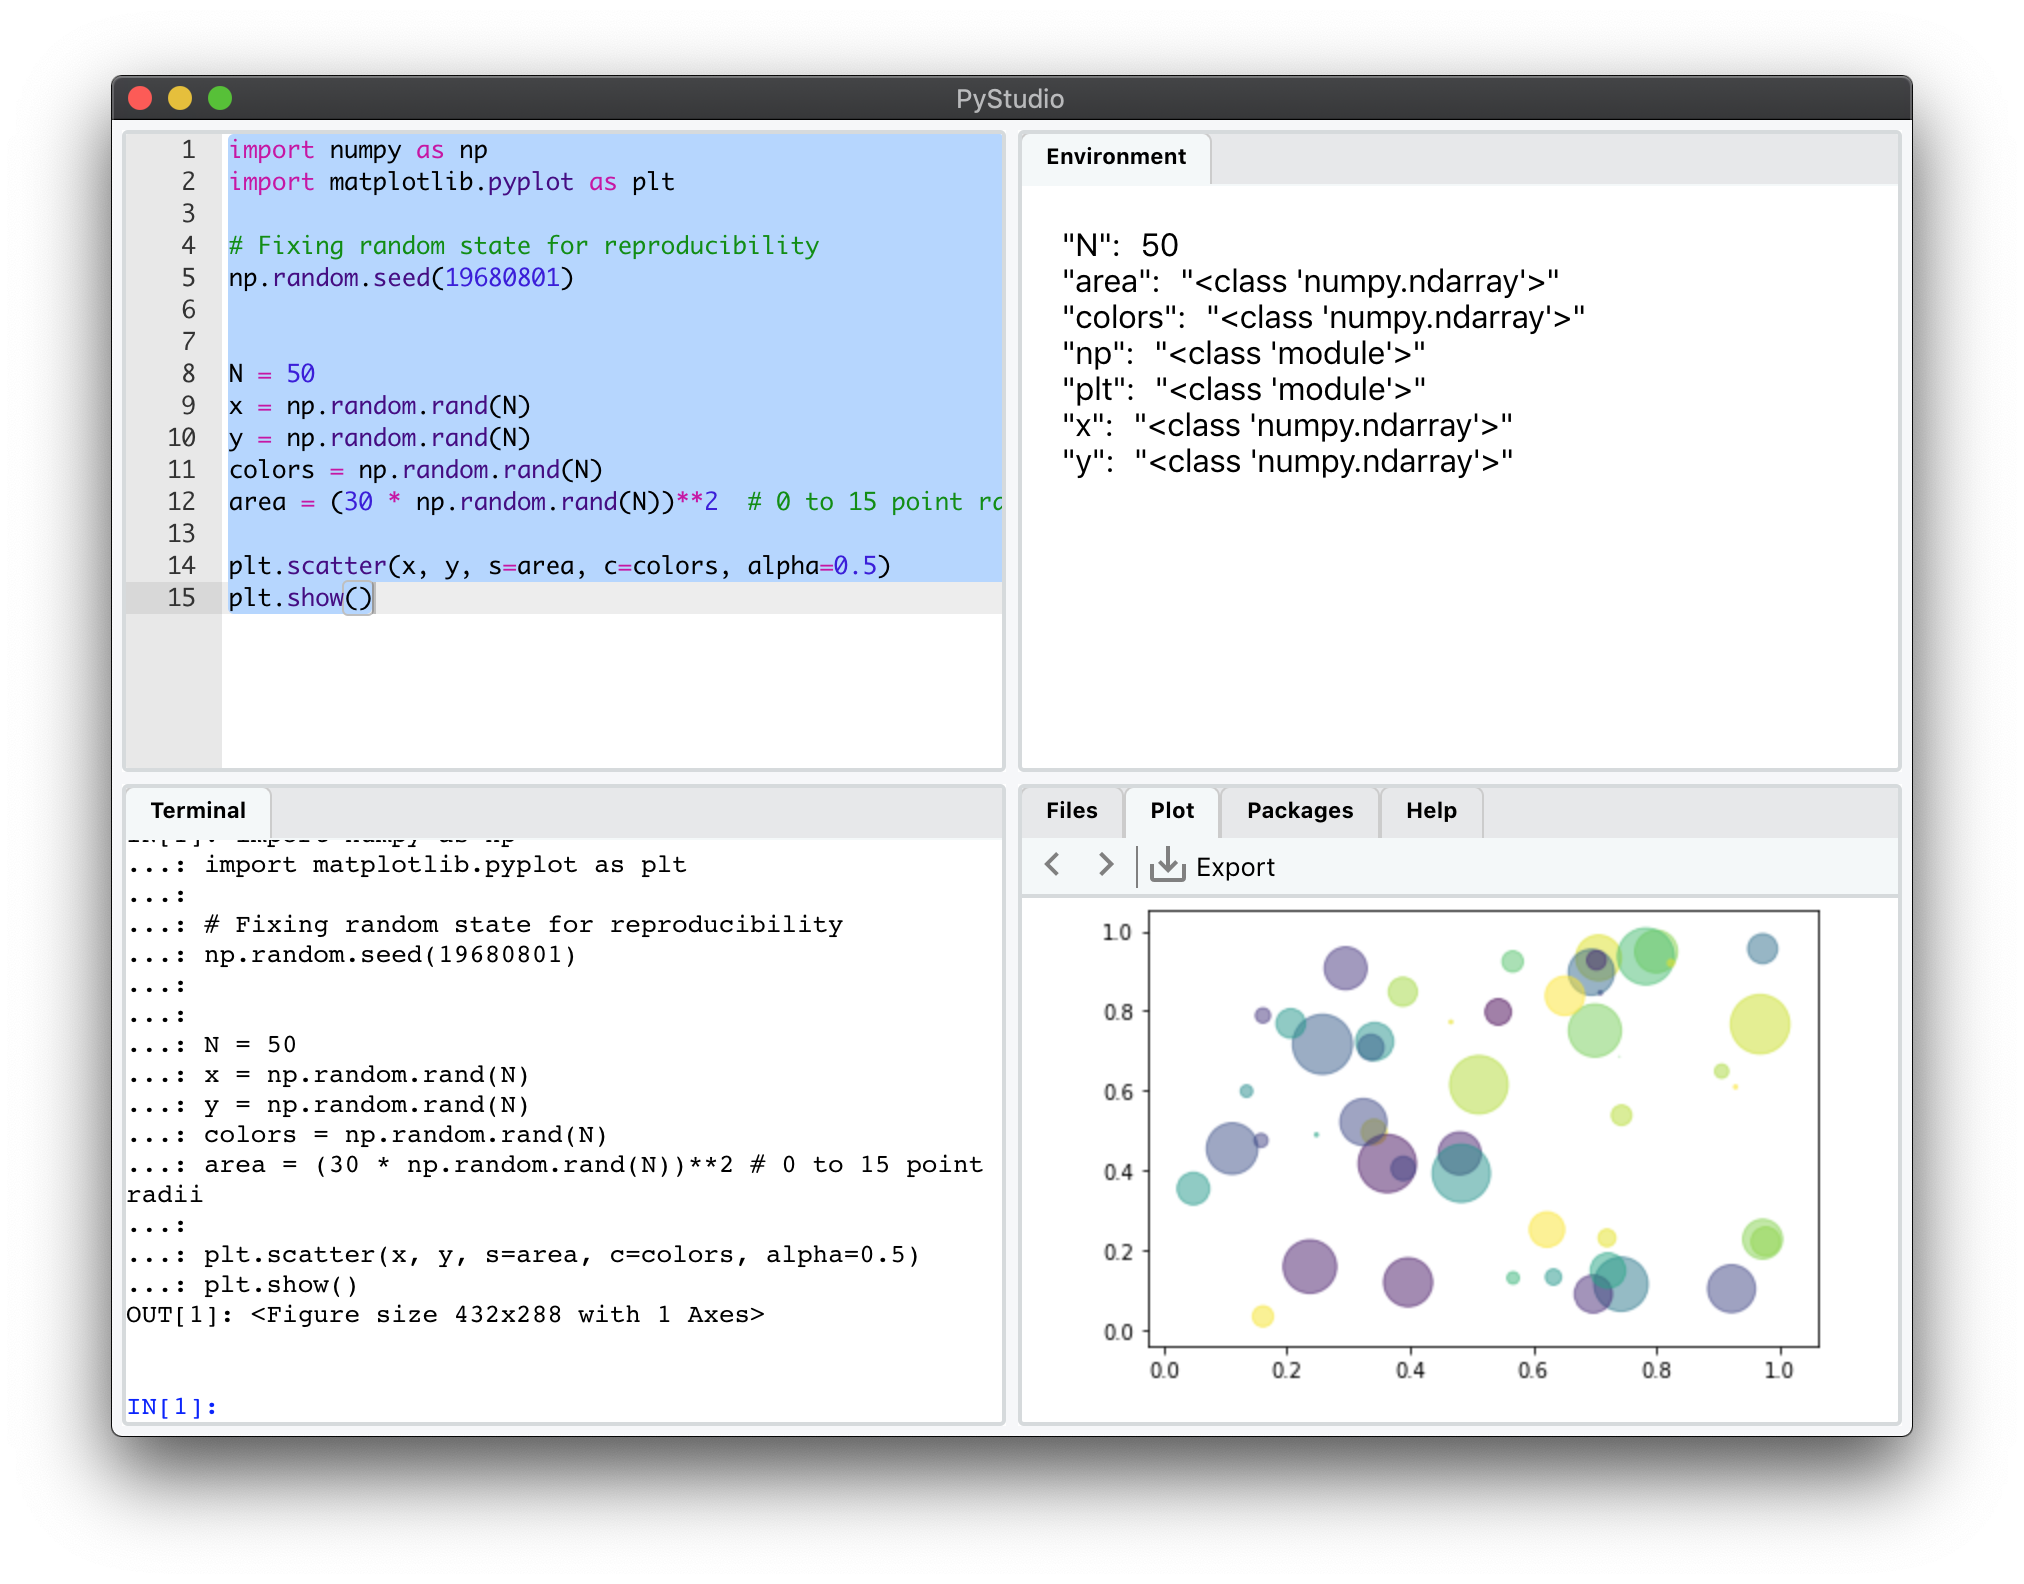 PyStudio
1 import numpy as np
2 import matplotlib.pyplot as plt
3
4 # Fixing random state for reproducibility
5 np.random.seed(19680801)
6
7
8 N = 50
9 x = np.random.rand(N)
10 y = np.random.rand(N)
11 colors = np.random.rand(N)
12 area = (30 * np.random.rand(N))**2  # 0 to 15 point
13
14 plt.scatter(x, y, s=area, c=colors, alpha=0.5)
15 plt.show()
Environment
"N": 50
"area": "<class 'numpy.ndarray'>"
"colors": "<class 'numpy.ndarray'>"
"np": "<class 'module'>"
"plt": "<class 'module'>"
"x": "<class 'numpy.ndarray'>"
"y": "<class 'numpy.ndarray'>"
Terminal
IN[1]: import numpy as np
...: import matplotlib.pyplot as plt
...:
...: # Fixing random state for reproducibility
...: np.random.seed(19680801)
...:
...:
...: N = 50
...: x = np.random.rand(N)
...: y = np.random.rand(N)
...: colors = np.random.rand(N)
...: area = (30 * np.random.rand(N))**2 # 0 to 15 point
radii
...:
...: plt.scatter(x, y, s=area, c=colors, alpha=0.5)
...: plt.show()
OUT[1]: <Figure size 432x288 with 1 Axes>
IN[1]:
Files Plot Packages Help
Export
1.0
0.8
0.6
0.4
0.2
0.0
0.0 0.2 0.4 0.6 0.8 1.0